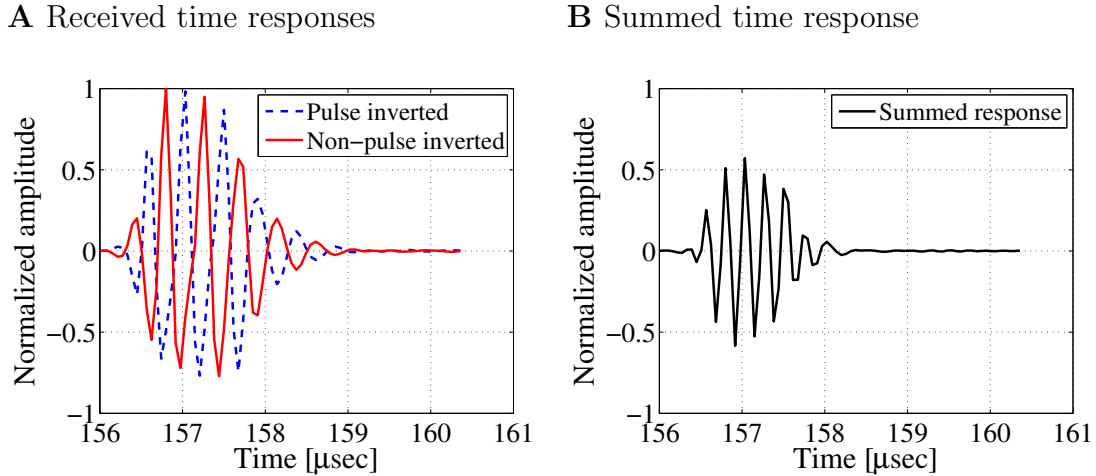 A Received time responses
1
0.5
0
−0.5
−1
Normalized amplitude
Pulse inverted
Non-pulse inverted
156 157 158 159 160 161
Time [μsec]
B Summed time response
1
0.5
0
−0.5
−1
Normalized amplitude
Summed response
156 157 158 159 160 161
Time [μsec]